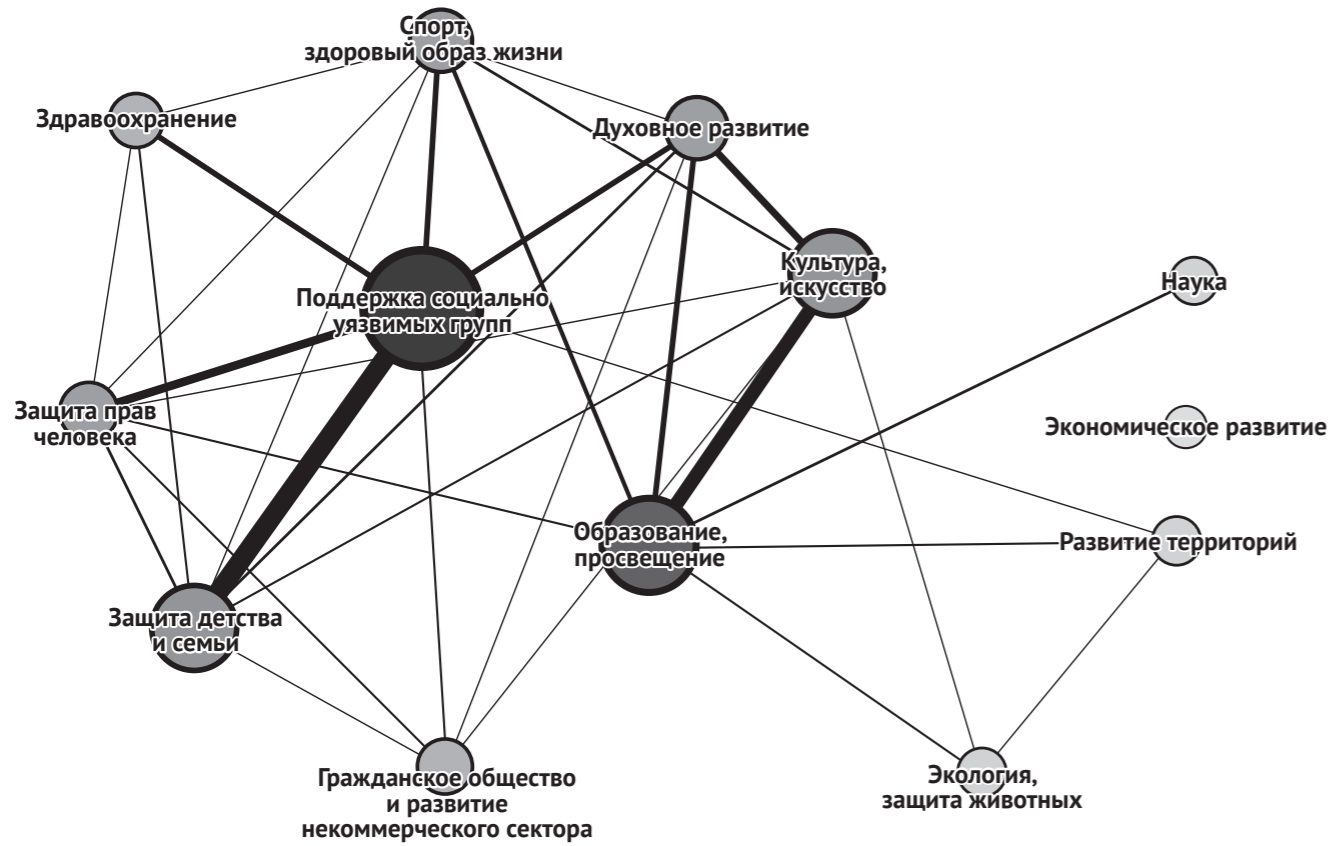 Спорт,
здоровый образ жизни
Здравоохранение
Духовное развитие
Культура,
искусство
Наука
Поддержка социально
уязвимых групп
Защита прав
человека
Экономическое развитие
Образование,
просвещение
Развитие территорий
Защита детства
и семьи
Гражданское общество
и развитие
некоммерческого сектора
Экология,
защита животных